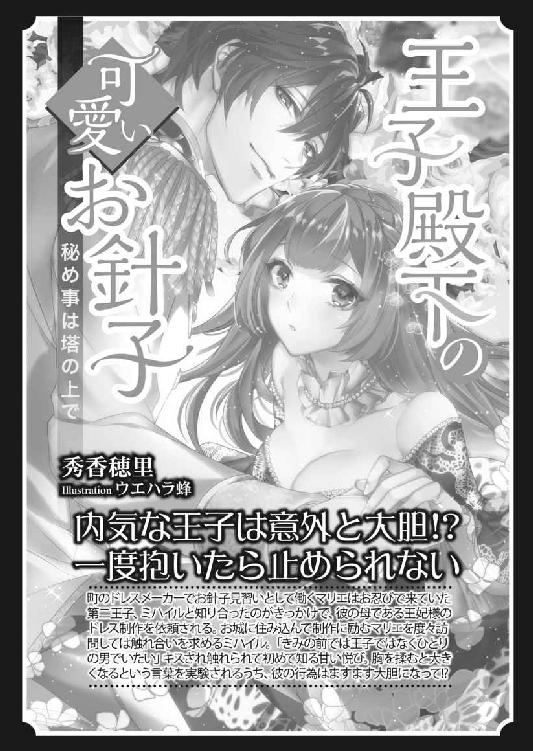 王子殿下の
可愛いお針子
秘め事は塔の上で
秀香穂里
Illustration ウエハラ蜂
内気な王子は意外と大胆!?
一度抱いたら止められない
町のドレスメーカーでお針子見習いとして働くマリエはお忍びで来ていた
第二王子、ミハイルと知り合ったのがきっかけで、彼の母である王妃様の
ドレス制作を依頼される。お城に住み込んで制作に励むマリエを度々訪
問しては触れ合いを求めるミハイル。「きみの前では王子ではなくひとり
の男でいたい」キスされ触れられて初めて知る甘い悦び。胸を揉むと大き
くなるという言葉を実験されるうち、彼の行為はますます大胆になって!?